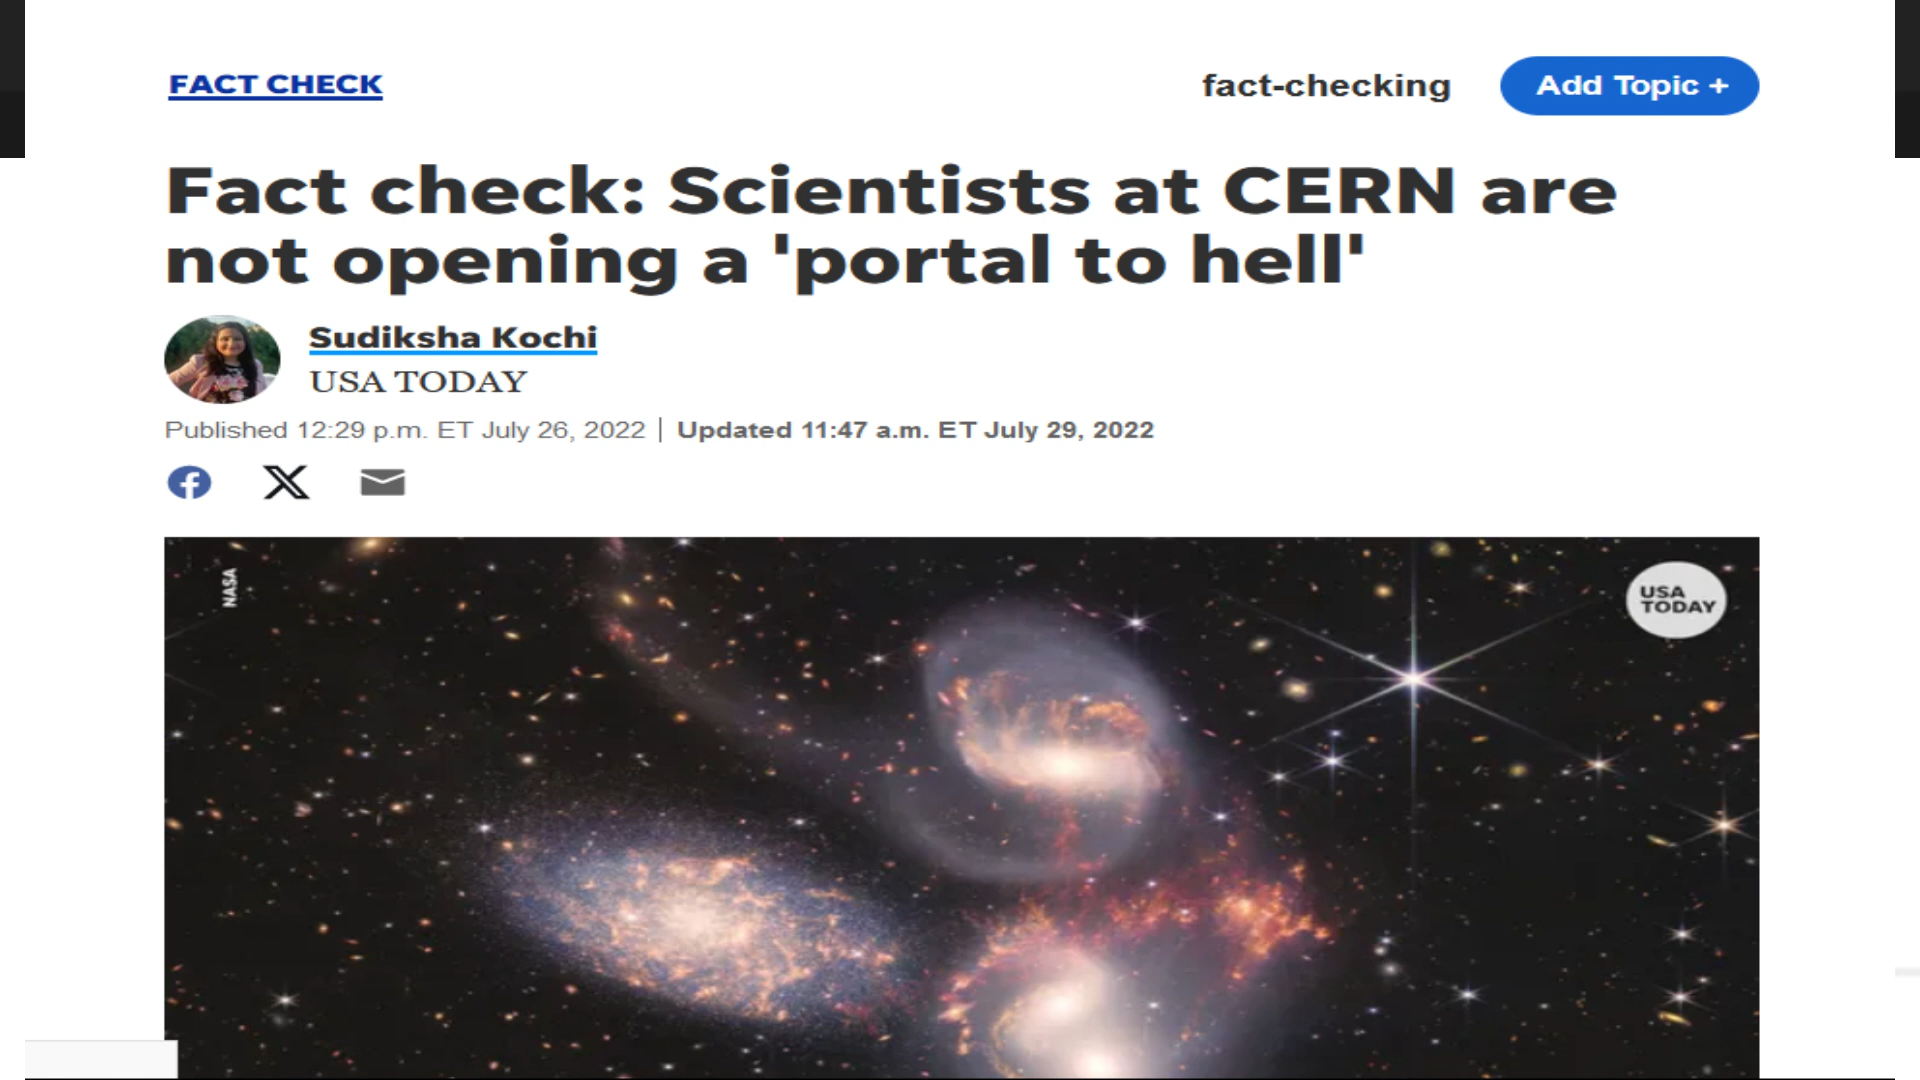 FACT CHECK
fact-checking
Add Topic +
Fact check: Scientists at CERN are
not opening a 'portal to hell'
Sudiksha Kochi
USA TODAY
Published 12:29 p.m. ET July 26, 2022 | Updated 11:47 a.m. ET July 29, 2022
NASA
USA
TODAY